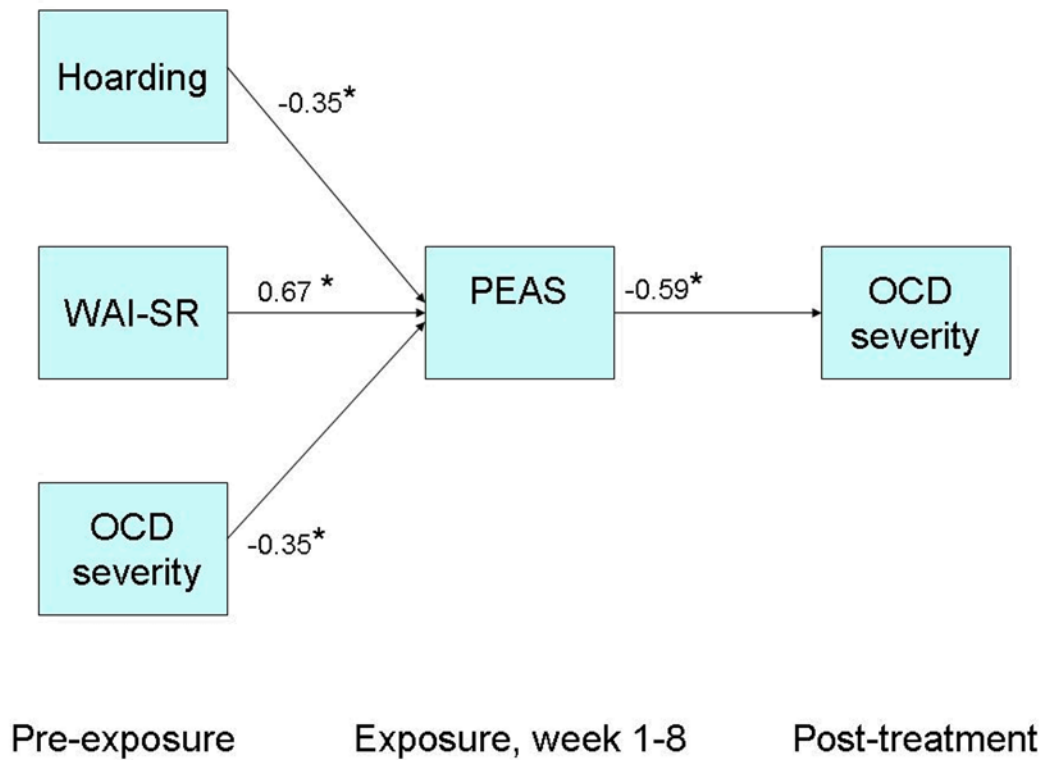 Hoarding
-0.35*
WAI-SR
0.67 *
PEAS
-0.59*
OCD
severity
OCD
severity
-0.35*
Pre-exposure
Exposure, week 1-8
Post-treatment